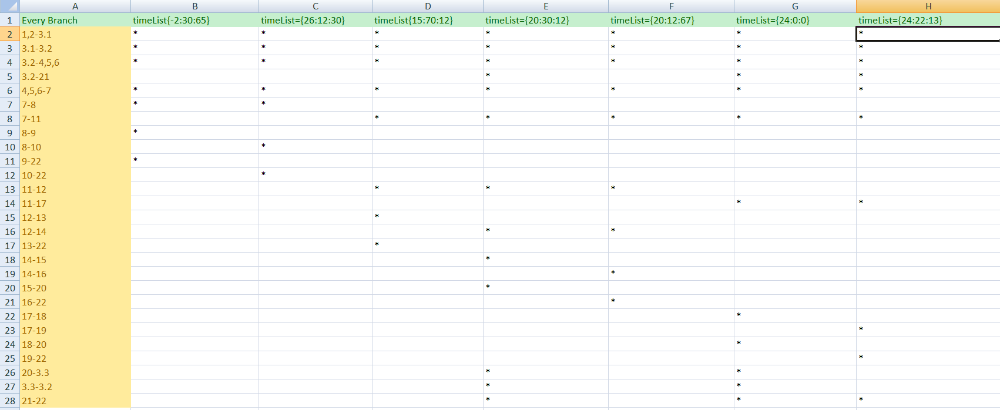 A B C D E F G H
1 Every Branch timeList{-2:30:65} timeList={26:12:30} timeList{15:70:12} timeList={20:30:12} timeList={20:12:67} timeList={24:0:0} timeList={24:22:13}
2 1,2-3.1 * * * * * * *
3 3.1-3.2 * * * * * * *
4 3.2-4,5,6 * * * * * * *
5 3.2-21 * * *
6 4,5,6-7 * * * * * * *
7 7-8 * *
8 7-11 * * * * *
9 8-9 *
10 8-10 *
11 9-22 *
12 10-22 *
13 11-12 * * *
14 11-17 * *
15 12-13 *
16 12-14 * *
17 13-22 *
18 14-15 *
19 14-16 *
20 15-20 *
21 16-22 *
22 17-18 *
23 17-19 *
24 18-20 *
25 19-22 *
26 20-3.3 * *
27 3.3-3.2 * *
28 21-22 * * *